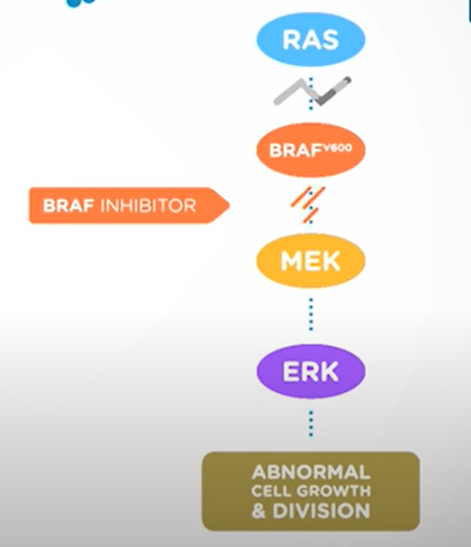 RAS
BRAFV600
BRAF INHIBITOR
MEK
ERK
ABNORMAL
CELL GROWTH
& DIVISION